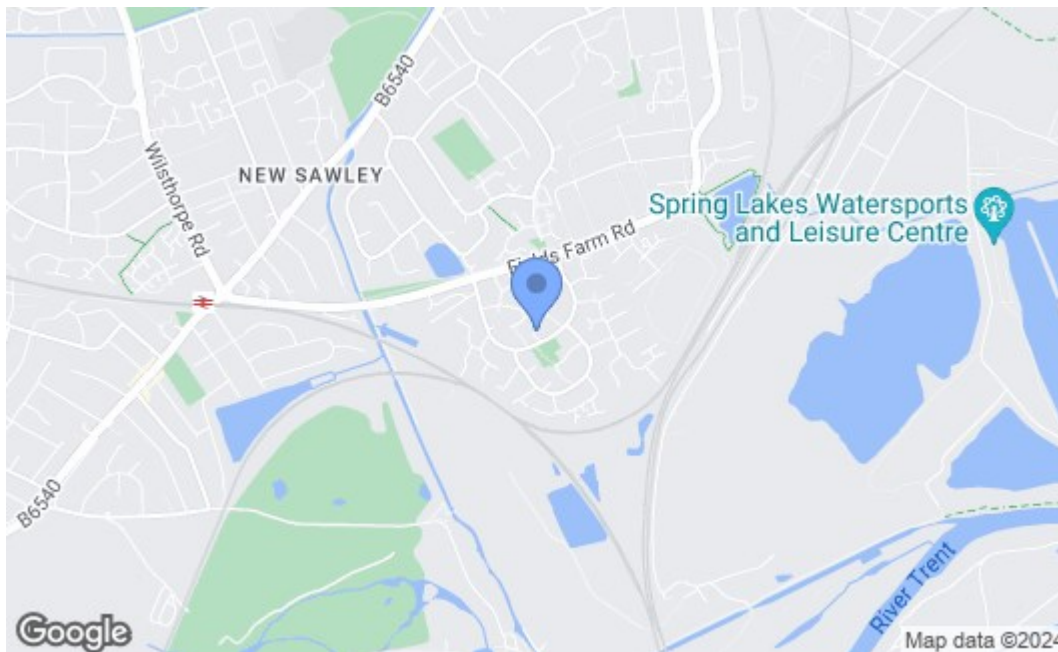 B6540
Wilsthorpe Rd
NEW SAWLEY
Spring Lakes Watersports
and Leisure Centre
Fields Farm Rd
B6540
River Trent
Google
Map data ©2024